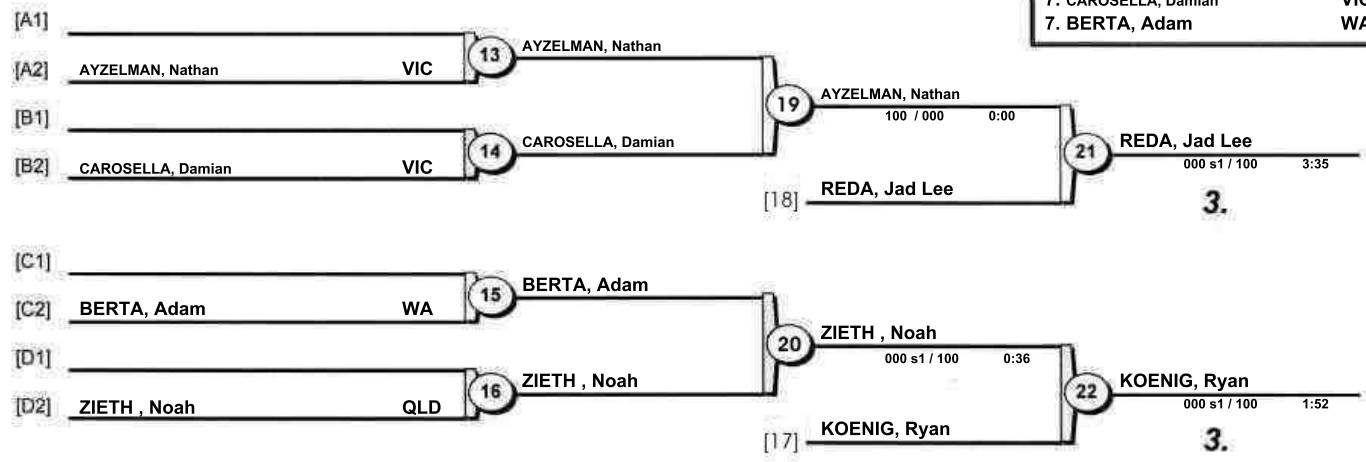 7. CAROSELLA, Damian VIC
7. BERTA, Adam WA
[A1]
13 AYZELMAN, Nathan
[A2] AYZELMAN, Nathan VIC
19 AYZELMAN, Nathan
100 / 000 0:00
[B1]
14 CAROSELLA, Damian
[B2] CAROSELLA, Damian VIC
21 REDA, Jad Lee
000 s1 / 100 3:35
[18] REDA, Jad Lee
3.
[C1]
15 BERTA, Adam
[C2] BERTA, Adam WA
20 ZIETH , Noah
000 s1 / 100 0:36
[D1]
16 ZIETH , Noah
[D2] ZIETH , Noah QLD
22 KOENIG, Ryan
000 s1 / 100 1:52
[17] KOENIG, Ryan
3.